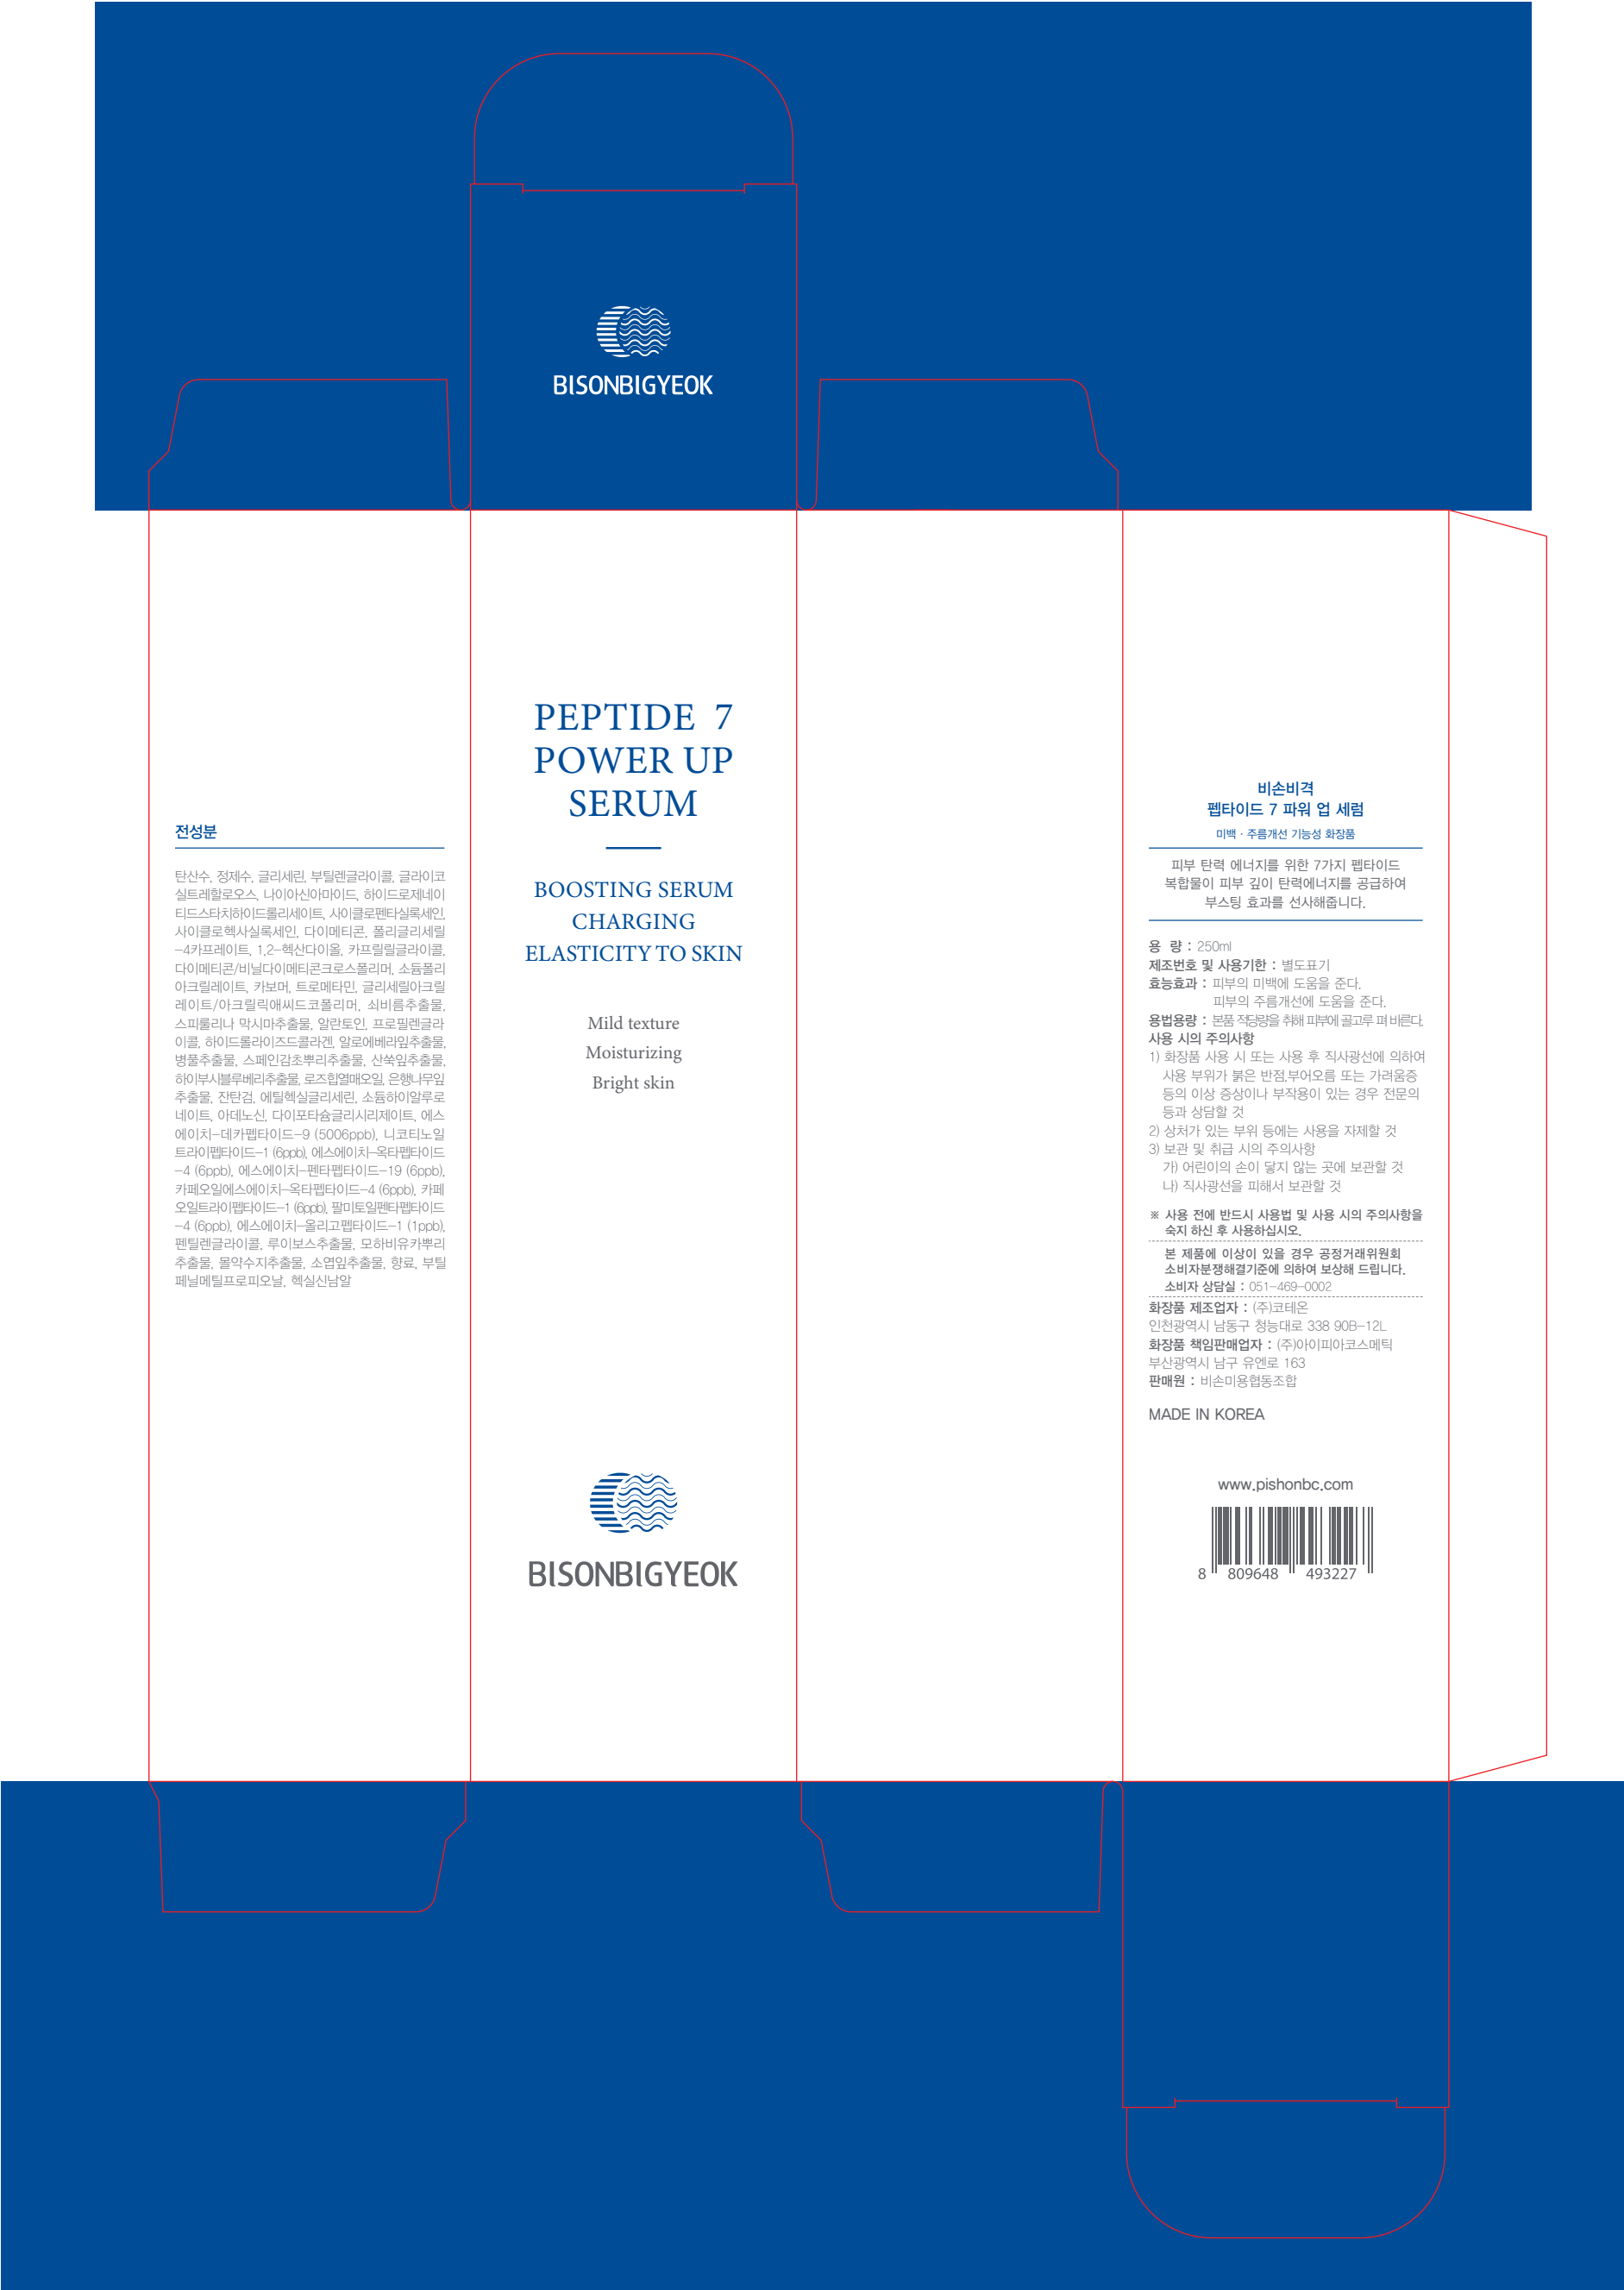 BISONBIGYEOK
전성분
탄산수, 정제수, 글리세린, 부틸렌글라이콜, 글라이코
실트레할로오스, 나이아신아마이드, 하이드로제네이
티드스타치하이드롤리세이트, 사이클로펜타실록세인,
사이클로헥사실록세인, 다이메티콘, 폴리글리세릴
-4카프레이트, 1,2-헥산다이올, 카프릴릴글라이콜,
다이메티콘/비닐다이메티콘크로스폴리머, 소듐폴리
아크릴레이트, 카보머, 트로메타민, 글리세릴아크릴
레이트/아크릴릭애씨드코폴리머, 쇠비름추출물,
스피룰리나 막시마추출물, 알란토인, 프로필렌글라
이콜, 하이드롤라이즈드콜라겐, 알로에베라잎추출물,
병풀추출물, 스페인감초뿌리추출물, 산쑥잎추출물,
하이부시블루베리추출물, 로즈힙열매오일, 은행나무잎
추출물, 잔탄검, 에틸헥실글리세린, 소듐하이알루로
네이트, 아데노신, 다이포타슘글리시리제이트, 에스
에이치-데카펩타이드-9 (5006ppb), 니코티노일
트라이펩타이드-1 (6ppb), 에스에이치-옥타펩타이드
-4 (6ppb), 에스에이치-펜타펩타이드-19 (6ppb),
카페오일에스에이치-옥타펩타이드-4 (6ppb), 카페
오일트라이펩타이드-1 (6ppb), 팔미토일펜타펩타이드
-4 (6ppb), 에스에이치-올리고펩타이드-1 (1ppb),
펜틸렌글라이콜, 루이보스추출물, 모하비유카뿌리
추출물, 몰약수지추출물, 소엽잎추출물, 향료, 부틸
페닐메틸프로피오날, 헥실신남알
PEPTIDE 7
POWER UP
SERUM
BOOSTING SERUM
CHARGING
ELASTICITY TO SKIN
Mild texture
Moisturizing
Bright skin
BISONBIGYEOK
비손비격
펩타이드 7 파워 업 세럼
미백 · 주름개선 기능성 화장품
피부 탄력 에너지를 위한 7가지 펩타이드
복합물이 피부 깊이 탄력에너지를 공급하여
부스팅 효과를 선사해줍니다.
용 량 : 250ml
제조번호 및 사용기한 : 별도표기
효능효과 : 피부의 미백에 도움을 준다.
피부의 주름개선에 도움을 준다.
용법용량 : 본품 적당량을 취해 피부에 골고루 펴 바른다.
사용 시의 주의사항
1) 화장품 사용 시 또는 사용 후 직사광선에 의하여
사용 부위가 붉은 반점,부어오름 또는 가려움증
등의 이상 증상이나 부작용이 있는 경우 전문의
등과 상담할 것
2) 상처가 있는 부위 등에는 사용을 자제할 것
3) 보관 및 취급 시의 주의사항
가) 어린이의 손이 닿지 않는 곳에 보관할 것
나) 직사광선을 피해서 보관할 것
※ 사용 전에 반드시 사용법 및 사용 시의 주의사항을
숙지 하신 후 사용하십시오.
본 제품에 이상이 있을 경우 공정거래위원회
소비자분쟁해결기준에 의하여 보상해 드립니다.
소비자 상담실 : 051-469-0002
화장품 제조업자 : (주)코테온
인천광역시 남동구 청능대로 338 90B-12L
화장품 책임판매업자 : (주)아이피아코스메틱
부산광역시 남구 유엔로 163
판매원 : 비손미용협동조합
MADE IN KOREA
www.pishonbc.com
8 809648 493227